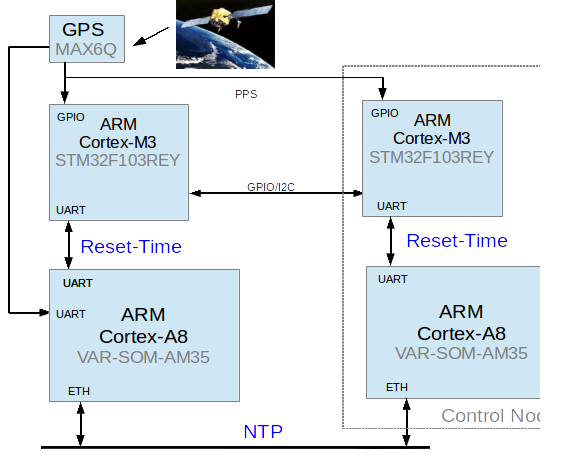 GPS
MAX6Q
PPS
GPIO
ARM
Cortex-M3
STM32F103REY
UART
GPIO/I2C
GPIO
ARM
Cortex-M3
STM32F103REY
UART
Reset-Time
Reset-Time
UART
UART
ARM
Cortex-A8
VAR-SOM-AM35
ETH
UART
ARM
Cortex-A8
VAR-SOM-AM35
ETH
Control
NTP